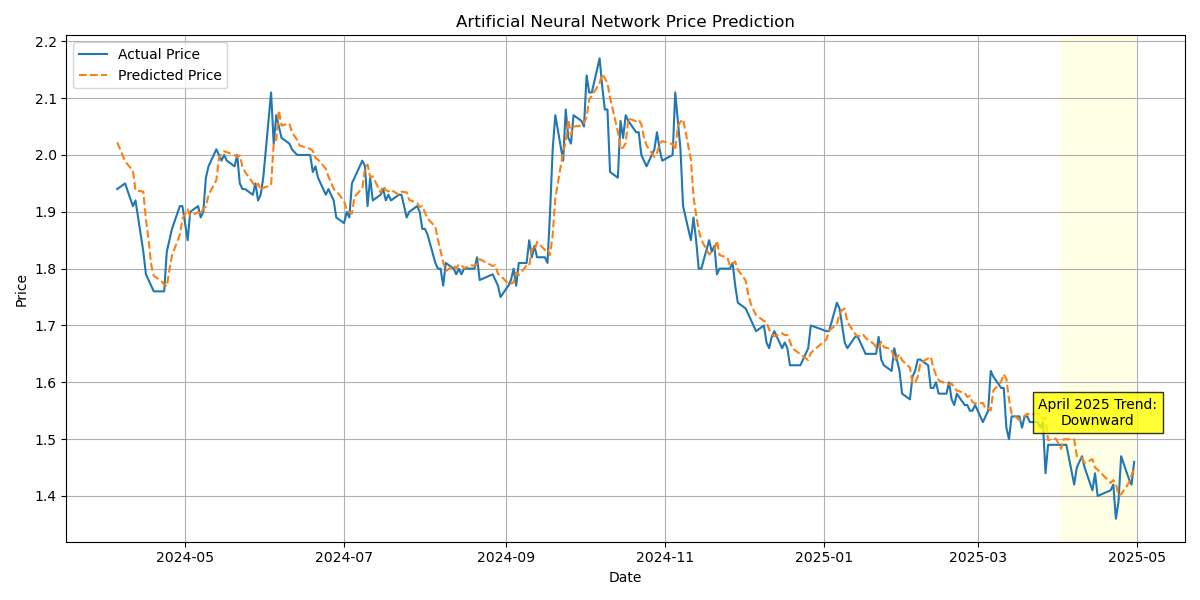 Artificial Neural Network Price Prediction
Actual Price
Predicted Price
2.2
2.1
2.0
1.9
1.8
1.7
1.6
1.5
1.4
Price
April 2025 Trend:
Downward
2024-05
2024-07
2024-09
2024-11
2025-01
2025-03
2025-05
Date